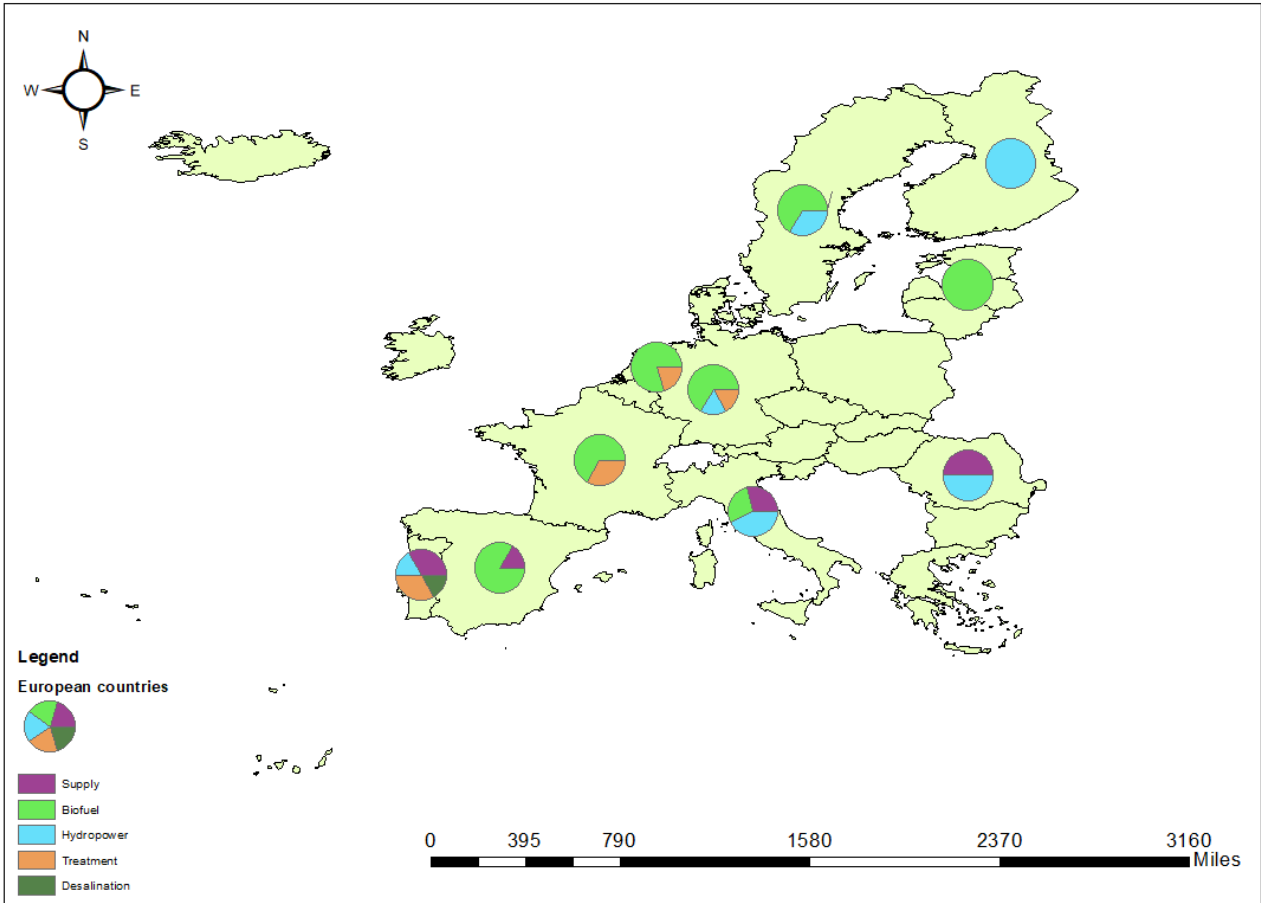 N
W E
S
Legend
European countries
Supply
Biofuel
Hydropower
Treatment
Desalination
0 395 790 1580 2370 3160
Miles